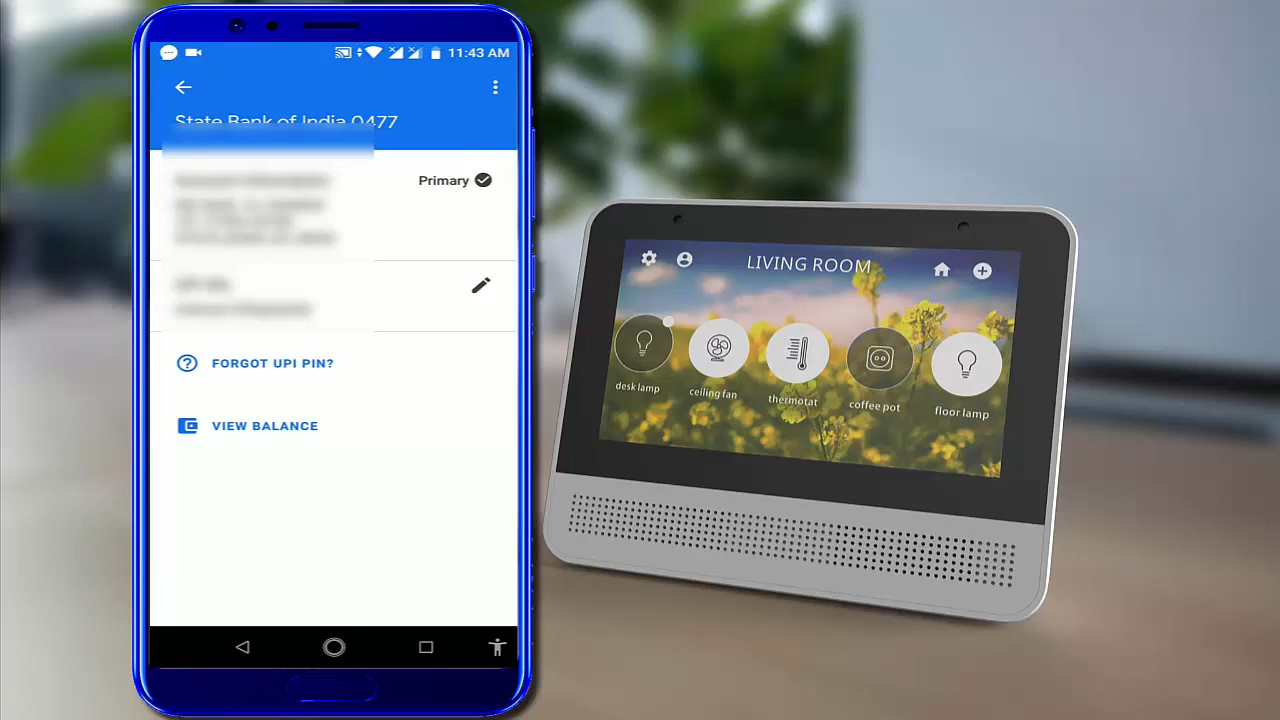 11:43 AM
State Bank of India 0477
Primary
FORGOT UPI PIN?
VIEW BALANCE
LIVING ROOM
desk lamp
ceiling fan
thermotat
coffee pot
floor lamp